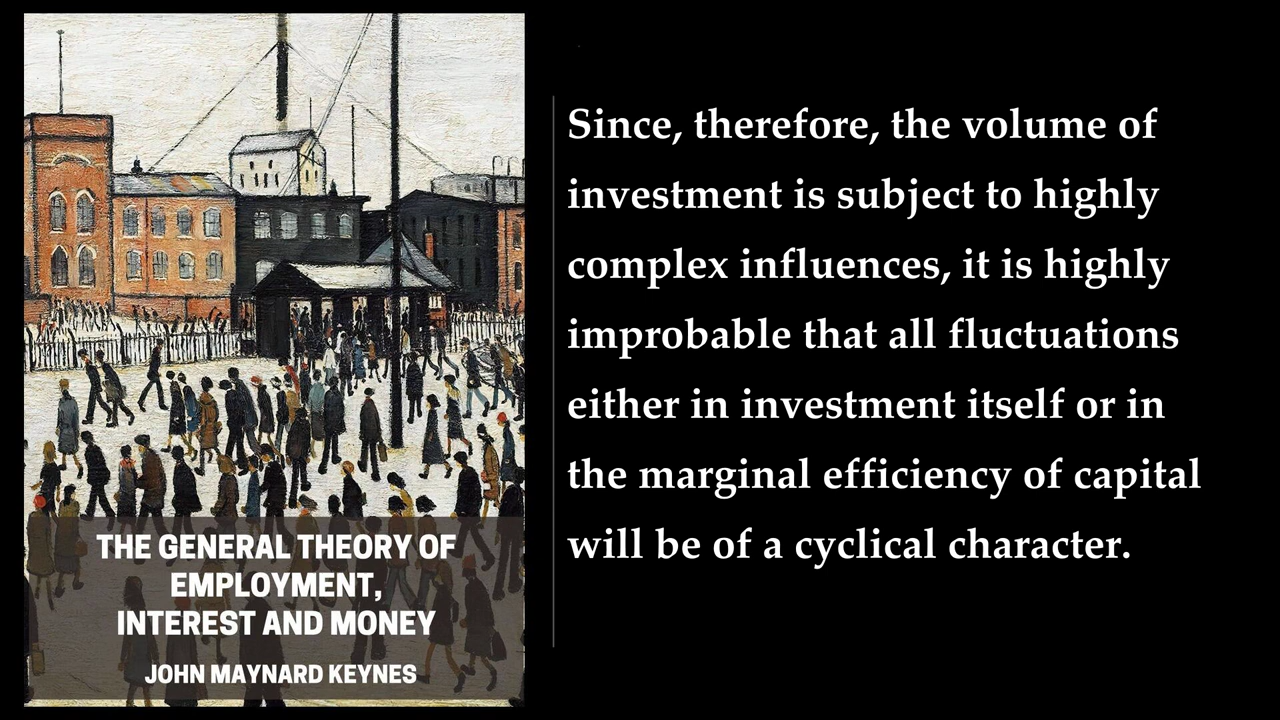 THE GENERAL THEORY OF
EMPLOYMENT,
INTEREST AND MONEY
JOHN MAYNARD KEYNES
Since, therefore, the volume of
investment is subject to highly
complex influences, it is highly
improbable that all fluctuations
either in investment itself or in
the marginal efficiency of capital
will be of a cyclical character.